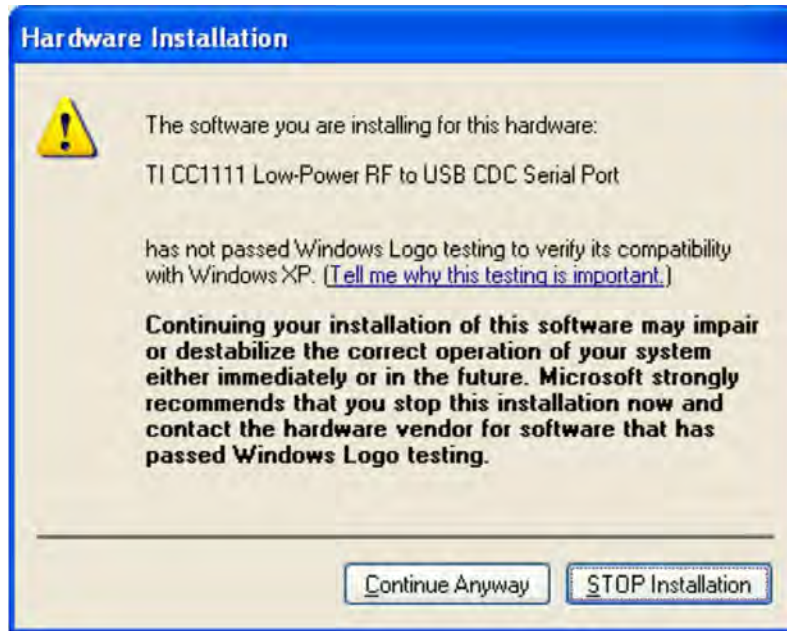 Hardware Installation
The software you are installing for this hardware:
TI CC1111 Low-Power RF to USB CDC Serial Port
has not passed Windows Logo testing to verify its compatibility
with Windows XP. (Tell me why this testing is important.)
Continuing your installation of this software may impair
or destabilize the correct operation of your system
either immediately or in the future. Microsoft strongly
recommends that you stop this installation now and
contact the hardware vendor for software that has
passed Windows Logo testing.
Continue Anyway
STOP Installation